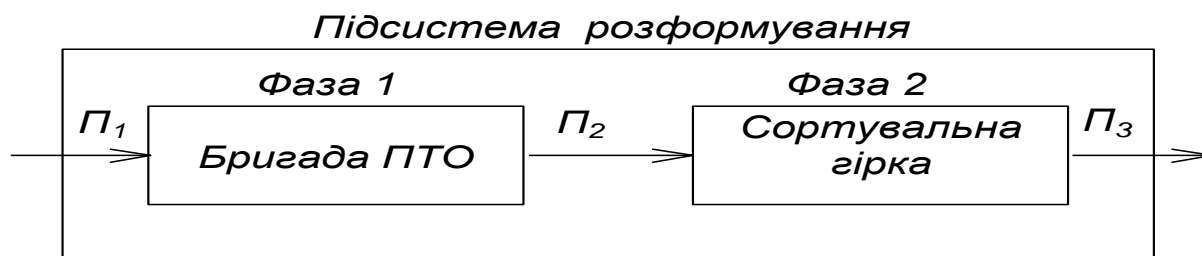 Підсистема розформування
Фаза 1
Фаза 2
П₁
Бригада ПТО
П₂
Сортувальна
гірка
П₃